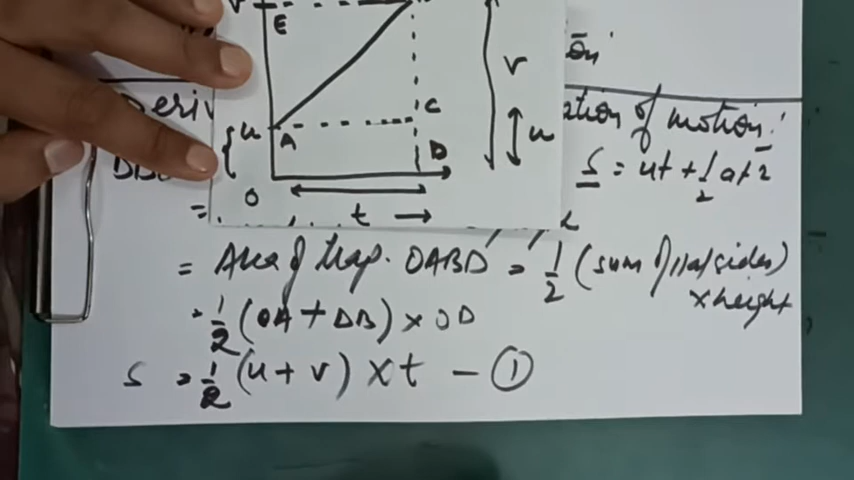 E
A
C
u
v
u
D
O
t
ation of motion:
S = ut + 1/2 at2
= Area of trap. OABD = 1/2 (sum of ||al sides) x height
= 1/2 (OA + DB) x OD
S = 1/2 (u + v) x t - ①